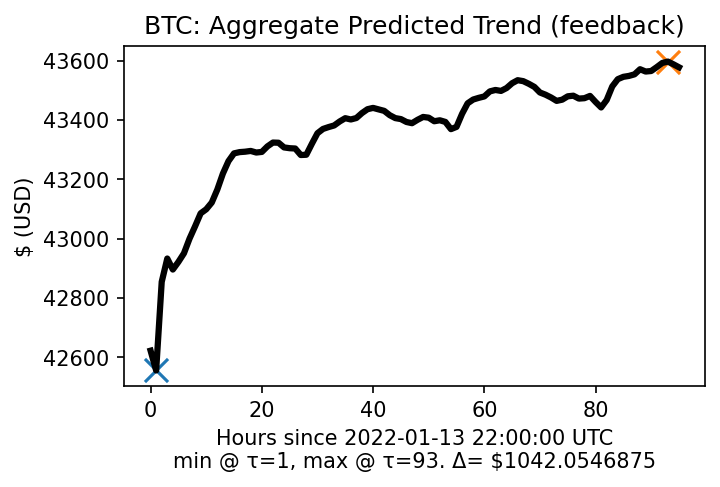 BTC: Aggregate Predicted Trend (feedback)
$ (USD)
43600
43400
43200
43000
42800
42600
0 20 40 60 80
Hours since 2022-01-13 22:00:00 UTC
min @ τ=1, max @ τ=93. Δ= $1042.0546875